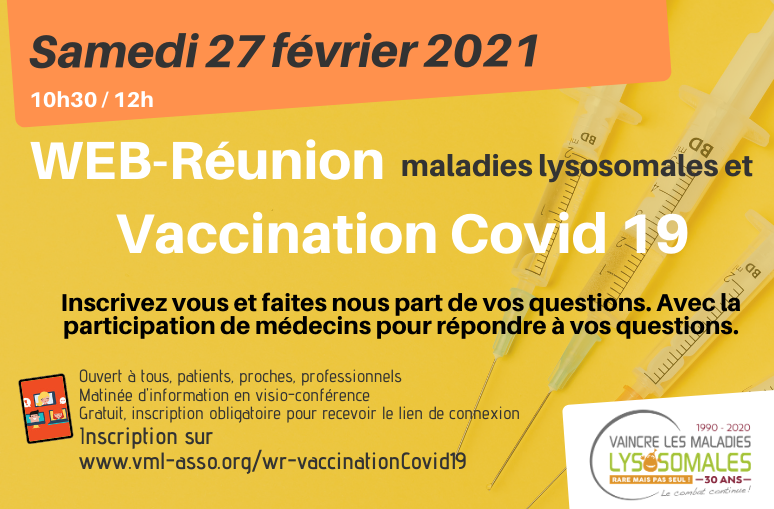 Samedi 27 février 2021
10h30 / 12h
WEB-Réunion maladies lysosomales et
Vaccination Covid 19
Inscrivez vous et faites nous part de vos questions. Avec la
participation de médecins pour répondre à vos questions.
Ouvert à tous, patients, proches, professionnels
Matinée d'information en visio-conférence
Gratuit, inscription obligatoire pour recevoir le lien de connexion
Inscription sur
www.vml-asso.org/wr-vaccinationCovid19
1990 - 2020
VAINCRE LES MALADIES
LYSOSOMALES
RARE MAIS PAS SEUL ! —30 ANS—
Le combat continue !
BD
BD
BD